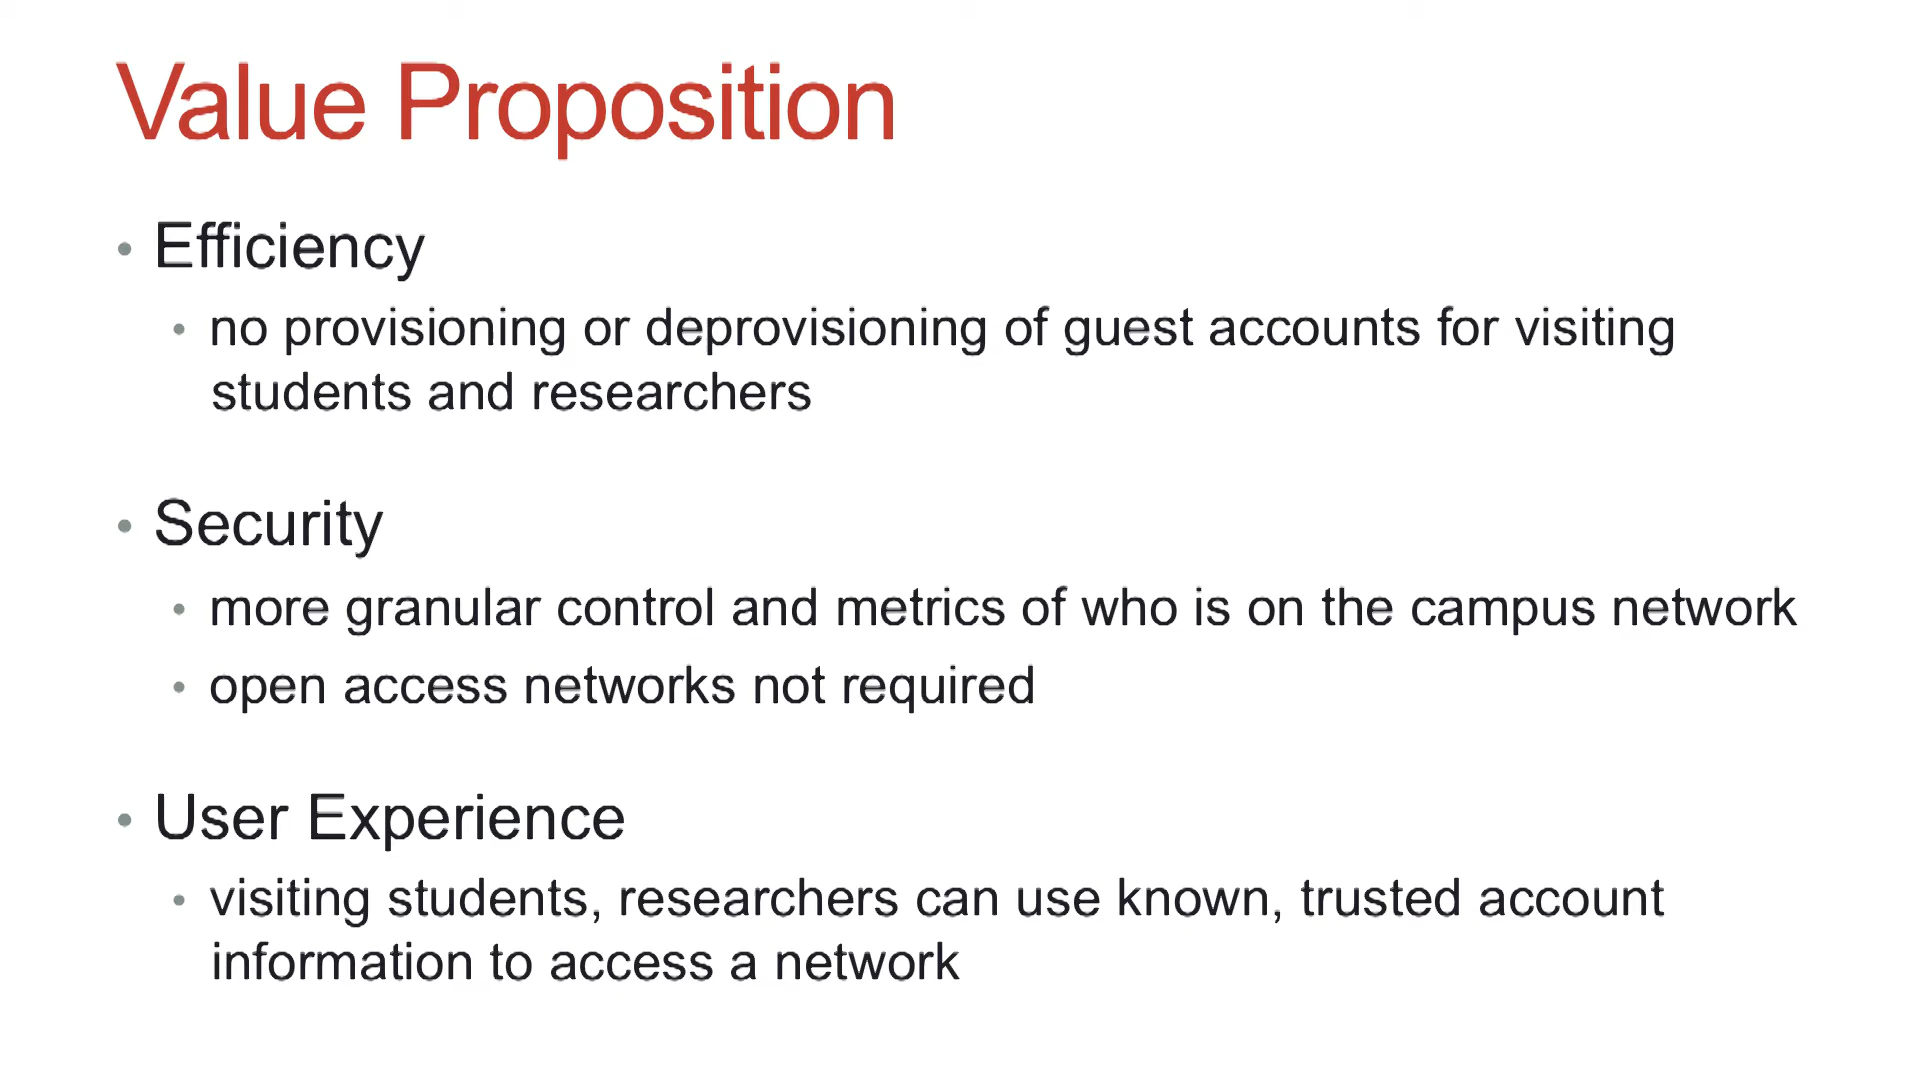 Value Proposition
• Efficiency
• no provisioning or deprovisioning of guest accounts for visiting
students and researchers
• Security
• more granular control and metrics of who is on the campus network
• open access networks not required
• User Experience
• visiting students, researchers can use known, trusted account
information to access a network